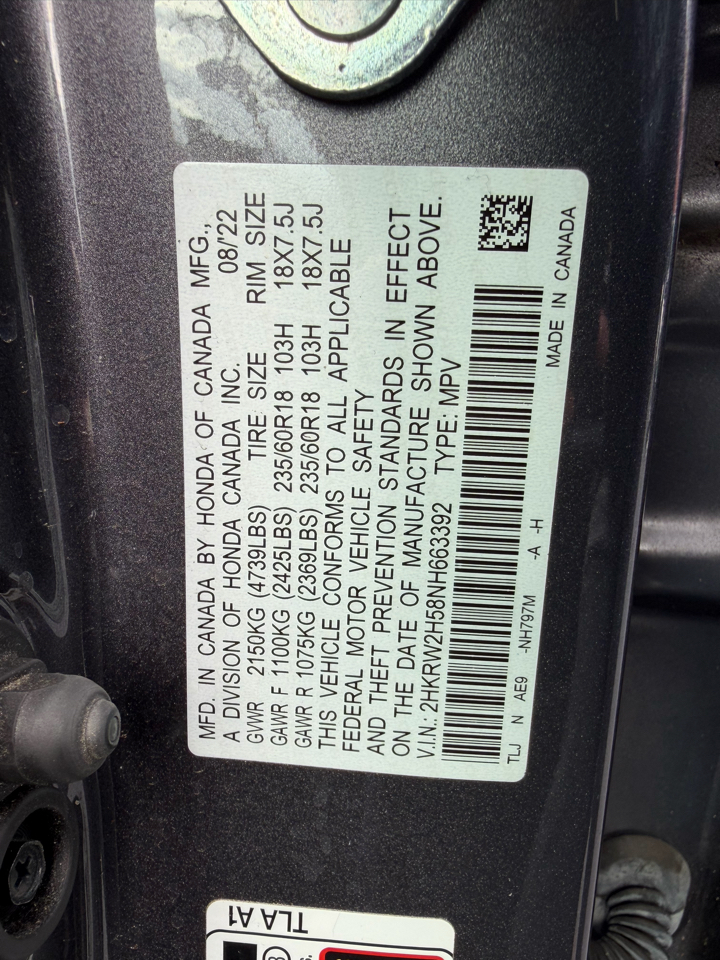 MFD. IN CANADA BY HONDA OF CANADA MFG.,
A DIVISION OF HONDA CANADA INC. 08/'22
GVWR 2150KG (4739LBS) TIRE SIZE RIM SIZE
GAWR F 1100KG (2425LBS) 235/60R18 103H 18X7.5J
GAWR R 1075KG (2369LBS) 235/60R18 103H 18X7.5J
THIS VEHICLE CONFORMS TO ALL APPLICABLE
FEDERAL MOTOR VEHICLE SAFETY
AND THEFT PREVENTION STANDARDS IN EFFECT
ON THE DATE OF MANUFACTURE SHOWN ABOVE.
V.I.N.: 2HKRW2H58NH663392 TYPE: MPV
TLJ N AE9 -NH797M -A -H
MADE IN CANADA
TLA A1